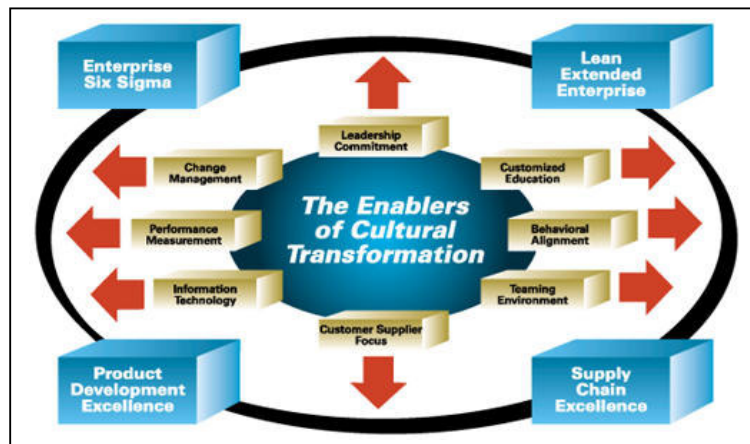 Enterprise
Six Sigma
Lean
Extended
Enterprise
Leadership
Commitment
Change
Management
Customized
Education
The Enablers
of Cultural
Transformation
Performance
Measurement
Behavioral
Alignment
Information
Technology
Teaming
Environment
Customer Supplier
Focus
Product
Development
Excellence
Supply
Chain
Excellence